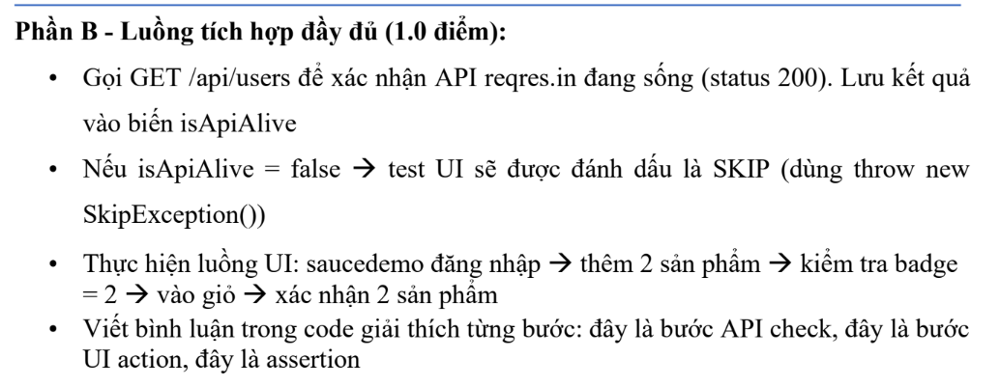 Phần B - Luồng tích hợp đầy đủ (1.0 điểm):
• Gọi GET /api/users để xác nhận API reqres.in đang sống (status 200). Lưu kết quả
vào biến isApiAlive
• Nếu isApiAlive = false → test UI sẽ được đánh dấu là SKIP (dùng throw new
SkipException())
• Thực hiện luồng UI: saucedemo đăng nhập → thêm 2 sản phẩm → kiểm tra badge
= 2 → vào giỏ → xác nhận 2 sản phẩm
• Viết bình luận trong code giải thích từng bước: đây là bước API check, đây là bước
UI action, đây là assertion